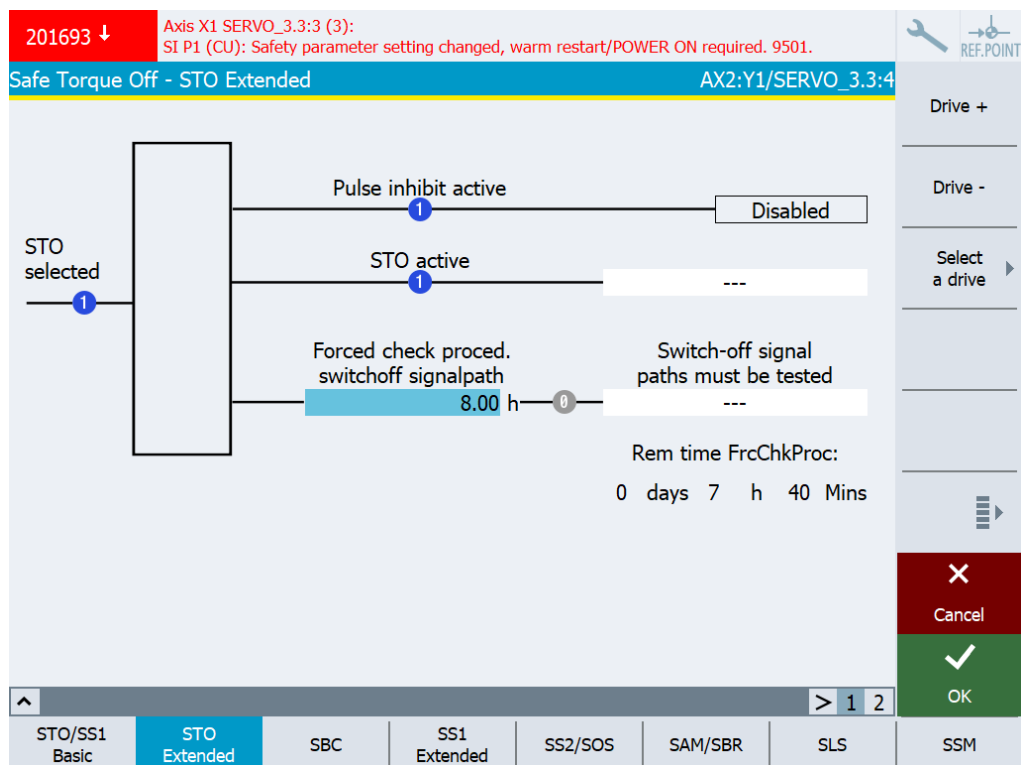 201693 ↓
Axis X1 SERVO_3.3:3 (3):
SI P1 (CU): Safety parameter setting changed, warm restart/POWER ON required. 9501.
REF.POINT
Safe Torque Off - STO Extended
AX2:Y1/SERVO_3.3:4
Drive +
Drive -
Select
a drive
Pulse inhibit active
1
Disabled
STO
selected
1
STO active
1
---
Forced check proced.
switchoff signalpath
8.00 h
0
Switch-off signal
paths must be tested
---
Rem time FrcChkProc:
0 days 7 h 40 Mins
Cancel
OK
> 1 2
STO/SS1
Basic
STO
Extended
SBC
SS1
Extended
SS2/SOS
SAM/SBR
SLS
SSM